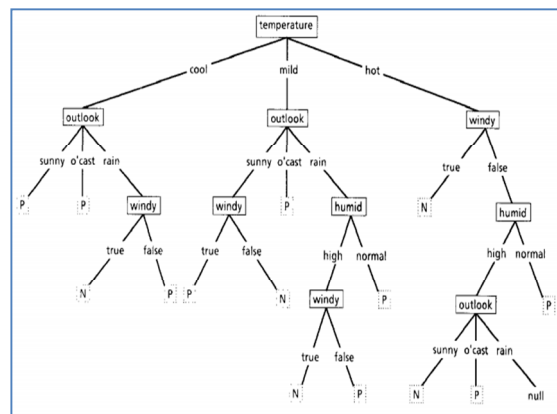 temperature
cool mild hot
outlook outlook windy
sunny o'cast rain sunny o'cast rain true false
P P windy windy P humid N humid
true false true false high normal high normal
N P P N windy P outlook P
true false sunny o'cast rain
N P N P null